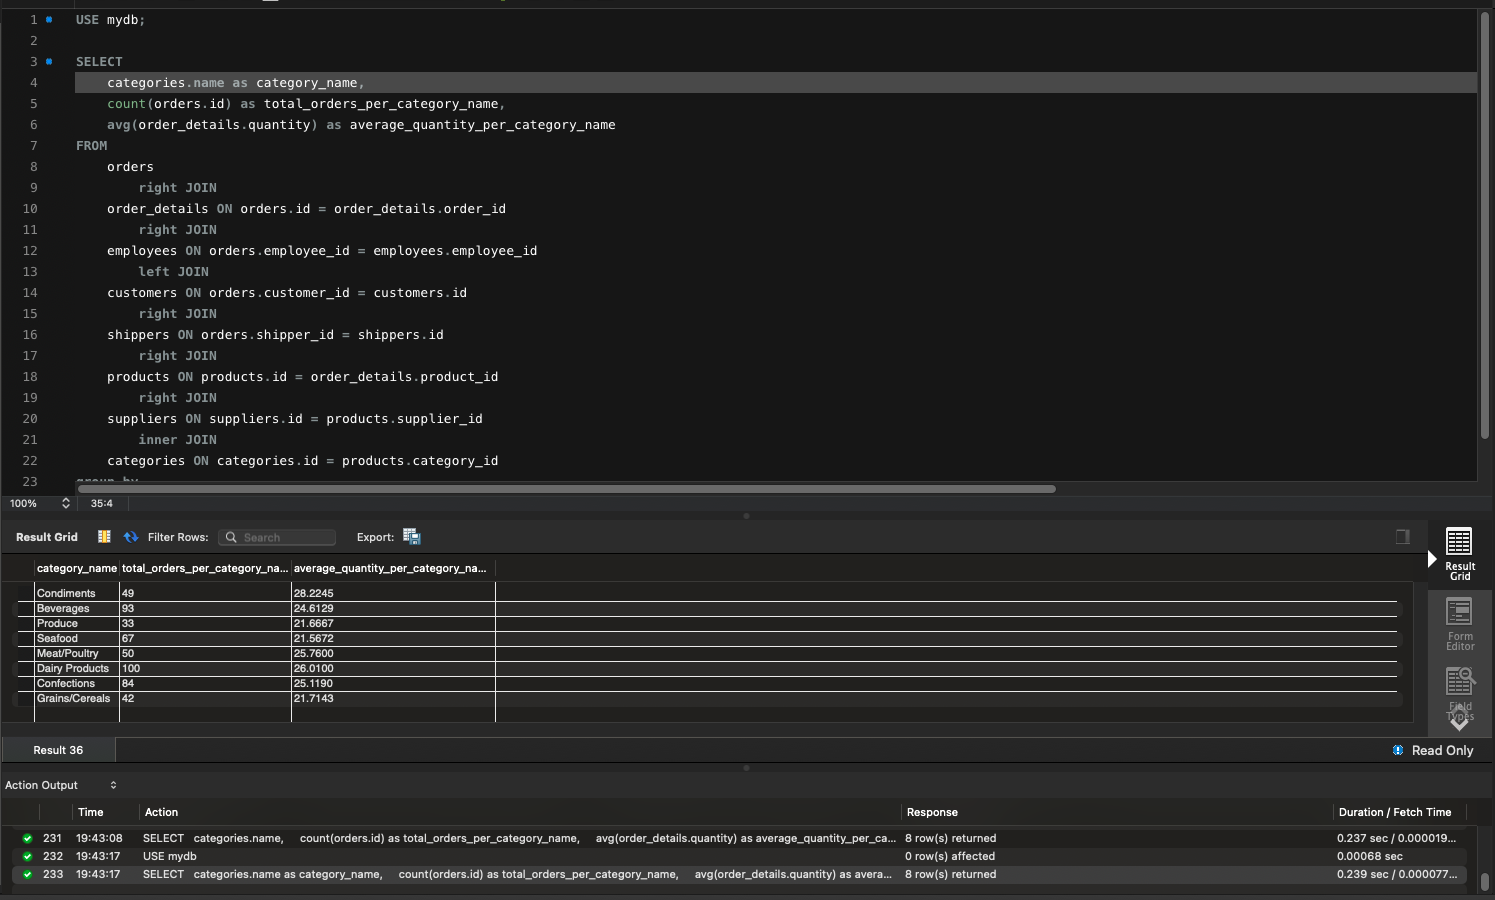 1 USE mydb;
2
3 SELECT
4 categories.name as category_name,
5 count(orders.id) as total_orders_per_category_name,
6 avg(order_details.quantity) as average_quantity_per_category_name
7 FROM
8 orders
9 right JOIN
10 order_details ON orders.id = order_details.order_id
11 right JOIN
12 employees ON orders.employee_id = employees.employee_id
13 left JOIN
14 customers ON orders.customer_id = customers.id
15 right JOIN
16 shippers ON orders.shipper_id = shippers.id
17 right JOIN
18 products ON products.id = order_details.product_id
19 right JOIN
20 suppliers ON suppliers.id = products.supplier_id
21 inner JOIN
22 categories ON categories.id = products.category_id
23 group by
100% 35:4
Result Grid Filter Rows: Search Export:
category_name total_orders_per_category_na... average_quantity_per_category_na...
Condiments 49 28.2245
Beverages 93 24.6129
Produce 33 21.6667
Seafood 67 21.5672
Meat/Poultry 50 25.7600
Dairy Products 100 26.0100
Confections 84 25.1190
Grains/Cereals 42 21.7143
Result
Grid
Form
Editor
Field
Types
Result 36 Read Only
Action Output
Time Action Response Duration / Fetch Time
231 19:43:08 SELECT categories.name, count(orders.id) as total_orders_per_category_name, avg(order_details.quantity) as average_quantity_per_ca... 8 row(s) returned 0.237 sec / 0.000019...
232 19:43:17 USE mydb 0 row(s) affected 0.00068 sec
233 19:43:17 SELECT categories.name as category_name, count(orders.id) as total_orders_per_category_name, avg(order_details.quantity) as avera... 8 row(s) returned 0.239 sec / 0.000077...